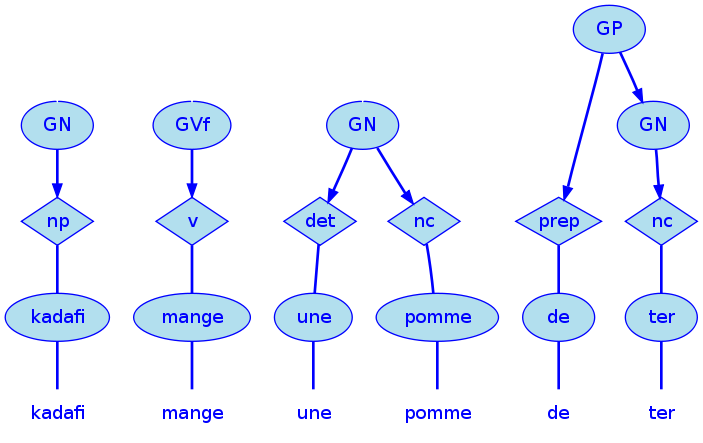 GP
GN GVf GN GN
np v det nc prep nc
kadafi mange une pomme de ter
kadafi mange une pomme de ter